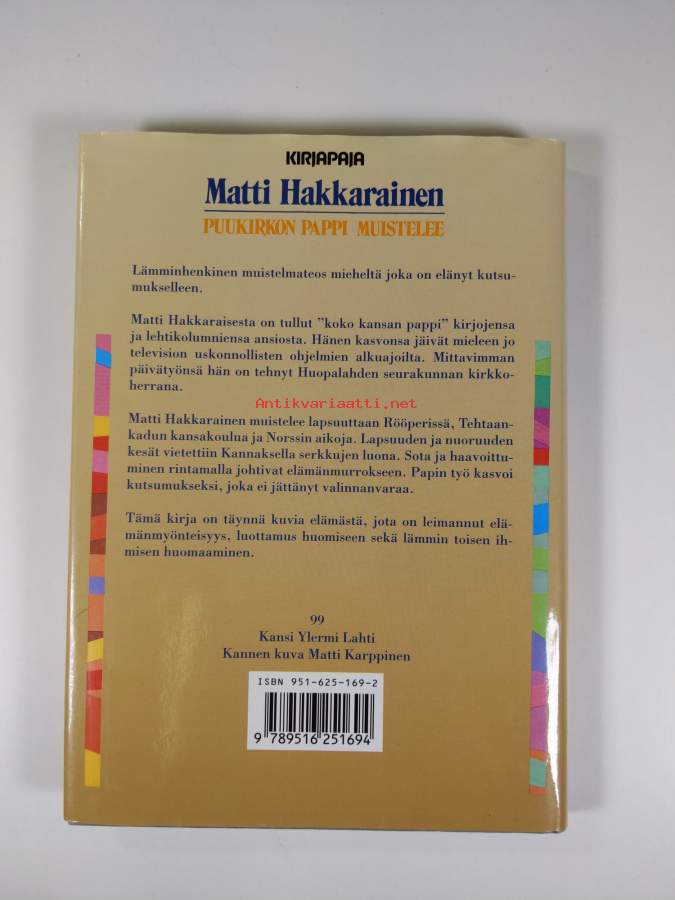 KIRJAPAJA
Matti Hakkarainen
PUUKIRKON PAPPI MUISTELEE
Lämminhenkinen muistelmateos mieheltä joka on elänyt kutsu-
mukselleen.
Matti Hakkaraisesta on tullut ”koko kansan pappi” kirjojensa
ja lehtikolumniensa ansiosta. Hänen kasvonsa jäivät mieleen jo
television uskonnollisten ohjelmien alkuajoilta. Mittavimman
päivätyönsä hän on tehnyt Huopalahden seurakunnan kirkko-
herrana.
Antikvariaatti.net
Matti Hakkarainen muistelee lapsuuttaan Rööperissä, Tehtaan-
kadun kansakoulua ja Norssin aikoja. Lapsuuden ja nuoruuden
kesät vietettiin Kannaksella serkkujen luona. Sota ja haavoittu-
minen rintamalla johtivat elämänmurrokseen. Papin työ kasvoi
kutsumukseksi, joka ei jättänyt valinnanvaraa.
Tämä kirja on täynnä kuvia elämästä, jota on leimannut elä-
mänmyönteisyys, luottamus huomiseen sekä lämmin toisen ih-
misen huomaaminen.
99
Kansi Ylermi Lahti
Kannen kuva Matti Karppinen
ISBN 951-625-169-2
9 789516 251694